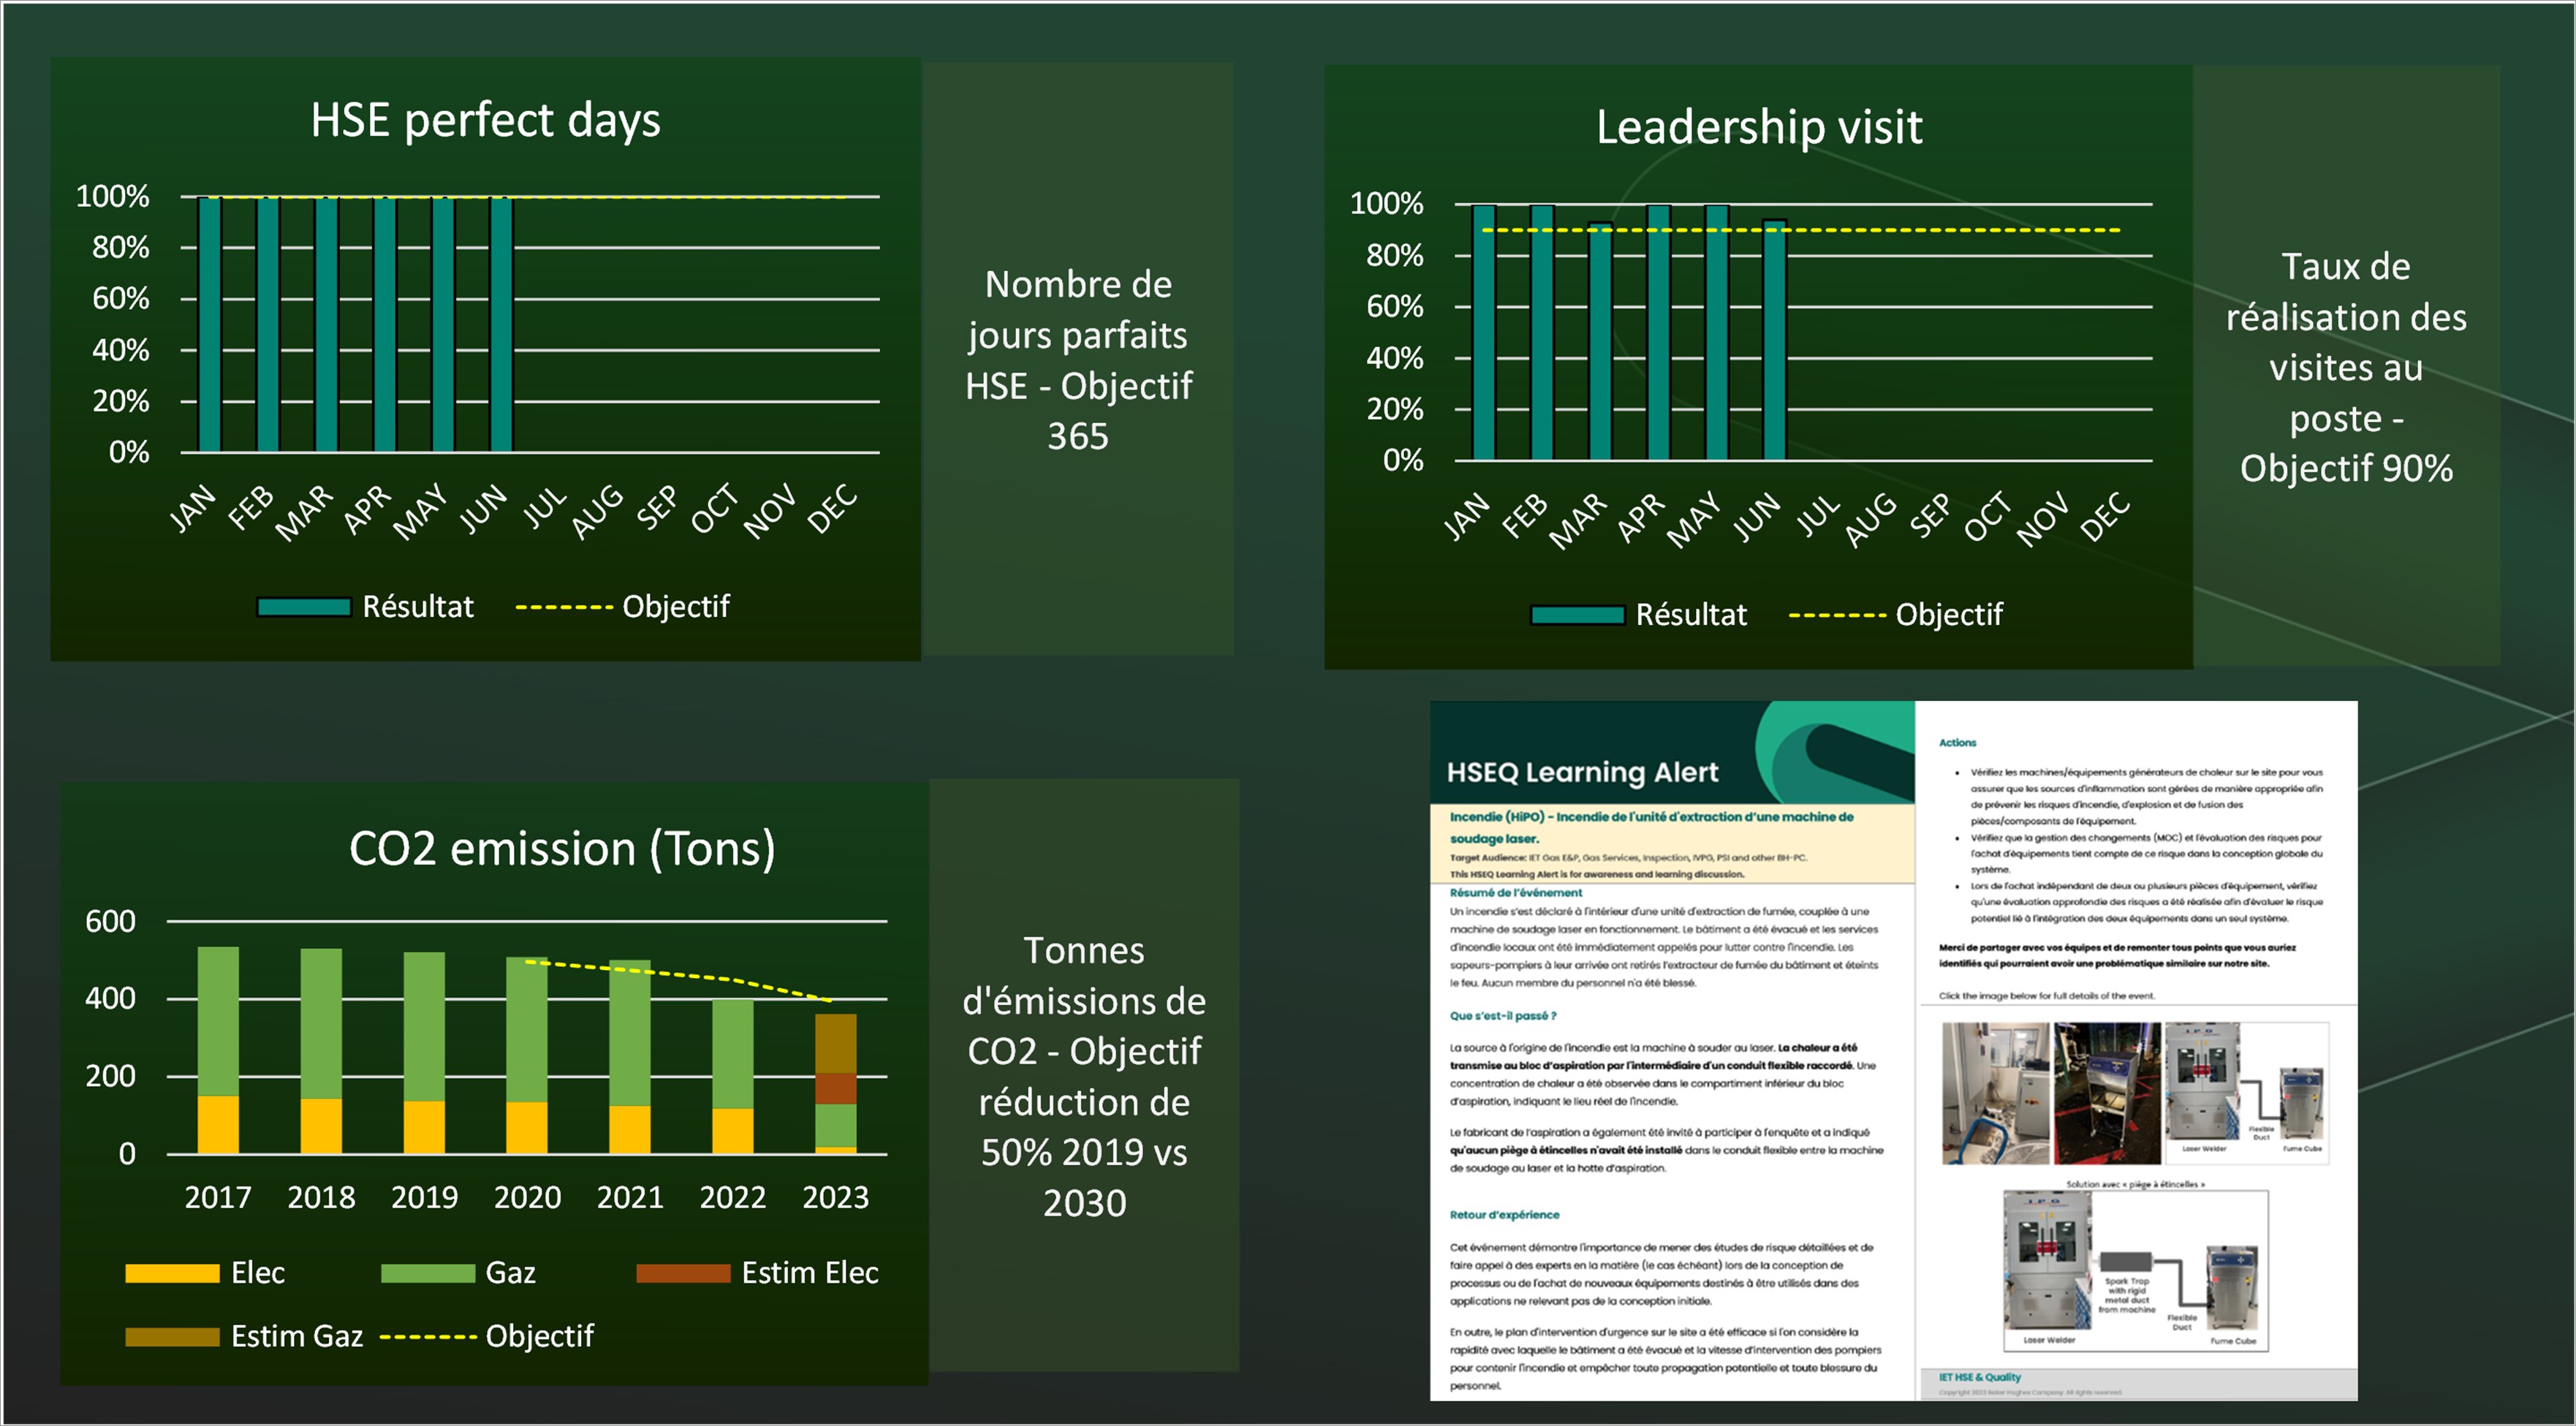 HSE perfect days
100%
80%
60%
40%
20%
0%
JAN FEB MAR APR MAY JUN JUL AUG SEP OCT NOV DEC
Résultat Objectif
Nombre de
jours parfaits
HSE - Objectif
365
Leadership visit
100%
80%
60%
40%
20%
0%
JAN FEB MAR APR MAY JUN JUL AUG SEP OCT NOV DEC
Résultat Objectif
Taux de
réalisation des
visites au
poste -
Objectif 90%
CO2 emission (Tons)
600
400
200
0
2017 2018 2019 2020 2021 2022 2023
Elec Gaz Estim Elec
Estim Gaz Objectif
Tonnes
d'émissions de
CO2 - Objectif
réduction de
50% 2019 vs
2030
HSEQ Learning Alert
Incendie (HiPO) - Incendie de l'unité d'extraction d'une machine de
soudage laser.
Target Audience: IET Gas E&P, Gas Services, Inspection, IVPG, PSI and other BH-PC.
This HSEQ Learning Alert is for awareness and learning discussion.
Résumé de l'événement
Un incendie s'est déclaré à l'intérieur d'une unité d'extraction de fumée, couplée à une
machine de soudage laser en fonctionnement. Le bâtiment a été évacué et les services
d'incendie locaux ont été immédiatement appelés pour lutter contre l'incendie. Les
sapeurs-pompiers à leur arrivée ont retirés l'extracteur de fumée du bâtiment et éteints
le feu. Aucun membre du personnel n'a été blessé.
Que s'est-il passé ?
La source à l'origine de l'incendie est la machine à souder au laser. La chaleur a été
transmise au bloc d'aspiration par l'intermédiaire d'un conduit flexible raccordé. Une
concentration de chaleur a été observée dans le compartiment inférieur du bloc
d'aspiration, indiquant le lieu réel de l'incendie.
Le fabricant de l'aspiration a également été invité à participer à l'enquête et a indiqué
qu'aucun piège à étincelles n'avait été installé dans le conduit flexible entre la machine
de soudage au laser et la hotte d'aspiration.
Retour d'expérience
Cet événement démontre l'importance de mener des études de risque détaillées et de
faire appel à des experts en la matière (le cas échéant) lors de la conception de
processus ou de l'achat de nouveaux équipements destinés à être utilisés dans des
applications ne relevant pas de la conception initiale.
En outre, le plan d'intervention d'urgence sur le site a été efficace si l'on considère la
rapidité avec laquelle le bâtiment a été évacué et la vitesse d'intervention des pompiers
pour contenir l'incendie et empêcher toute propagation potentielle et toute blessure du
personnel.
Actions
• Vérifiez les machines/équipements générateurs de chaleur sur le site pour vous
assurer que les sources d'inflammation sont gérées de manière appropriée afin
de prévenir les risques d'incendie, d'explosion et de fusion des
pièces/composants de l'équipement.
• Vérifiez que la gestion des changements (MOC) et l'évaluation des risques pour
l'achat d'équipements tient compte de ce risque dans la conception globale du
système.
• Lors de l'achat indépendant de deux ou plusieurs pièces d'équipement, vérifiez
qu'une évaluation approfondie des risques a été réalisée afin d'évaluer le risque
potentiel lié à l'intégration des deux équipements dans un seul système.
Merci de partager avec vos équipes et de remonter tous points que vous auriez
identifiés qui pourraient avoir une problématique similaire sur notre site.
Click the image below for full details of the event.
IPG
Flexible
Duct
Laser Welder Fume Cube
Solution avec « piège à étincelles »
IPG
Spark Trap
with rigid
metal duct
from machine
Flexible
Duct
Laser Welder Fume Cube
IET HSE & Quality
Copyright 2023 Baker Hughes Company. All rights reserved.